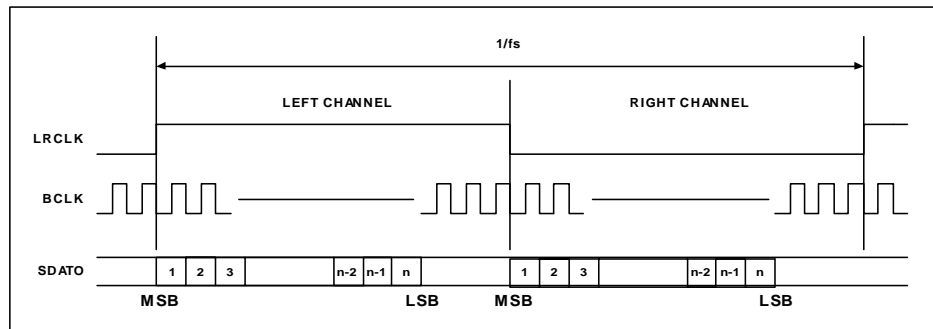 1/fs
LEFT CHANNEL RIGHT CHANNEL
LRCLK
BCLK
SDATO 1 2 3 n-2 n-1 n 1 2 3 n-2 n-1 n
MSB LSB MSB LSB